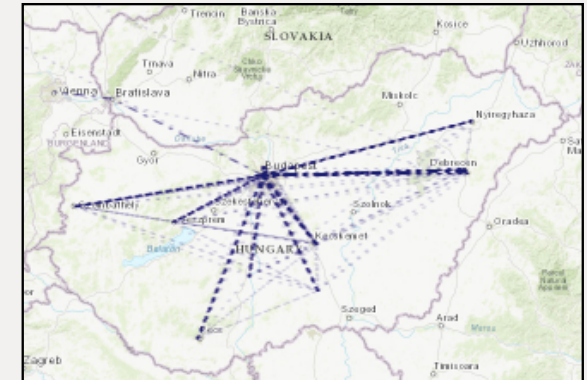 Trencin
Banska
Bystrica
Kosice
SLOVAKIA
Uzhhorod
Trnava
Nitra
Vienna
Bratislava
Miskolc
Nyiregyhaza
Eisenstadt
BURGENLAND
Gyor
Budapest
Debrecen
Szolnok
Oradea
Veszprem
Kecskemet
HUNGARY
Balaton
Szeged
Arad
Pecs
Zagreb
Timisoara